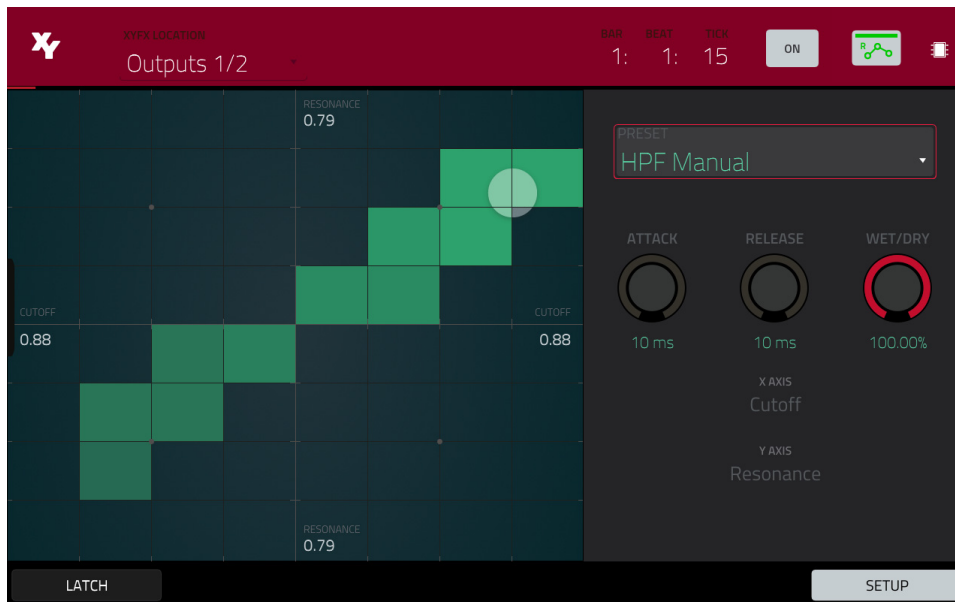 XY
XYFX LOCATION
Outputs 1/2
BAR BEAT TICK
1: 1: 15
ON
R
RESONANCE
0.79
CUTOFF
0.88
CUTOFF
0.88
RESONANCE
0.79
PRESET
HPF Manual
ATTACK RELEASE WET/DRY
10 ms 10 ms 100.00%
X AXIS
Cutoff
Y AXIS
Resonance
LATCH
SETUP